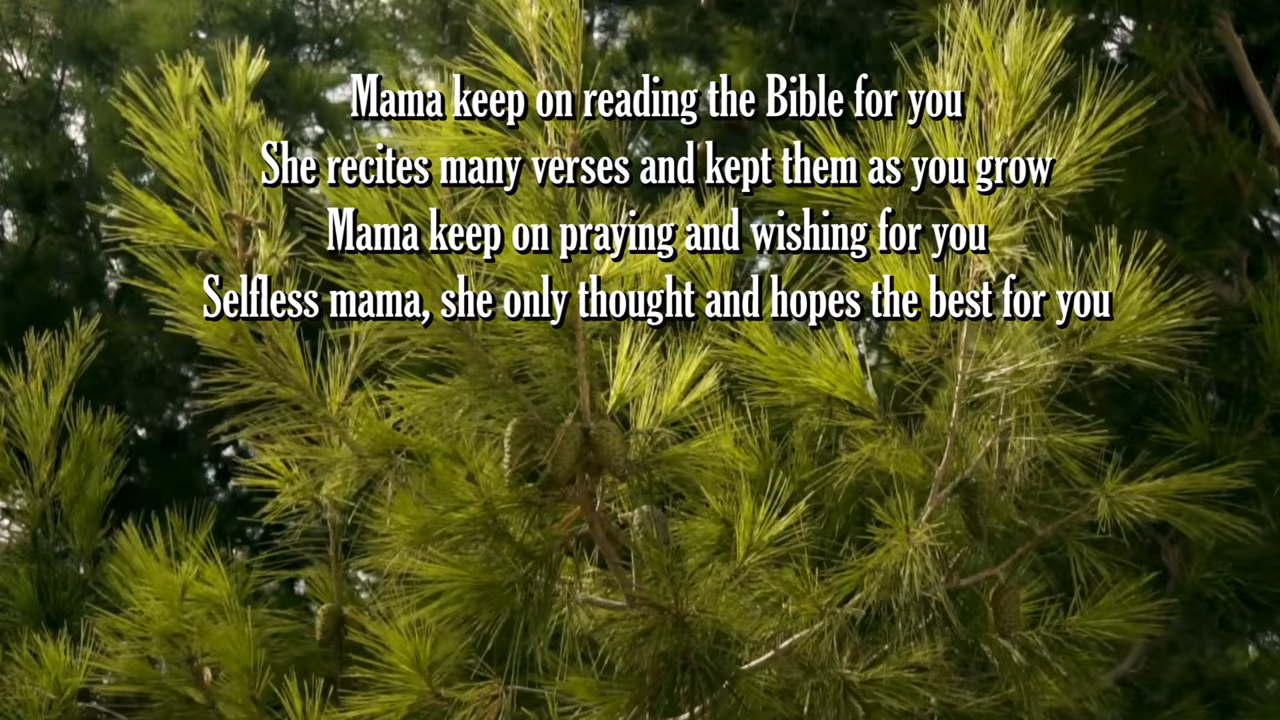 Mama keep on reading the Bible for you
She recites many verses and kept them as you grow
Mama keep on praying and wishing for you
Selfless mama, she only thought and hopes the best for you